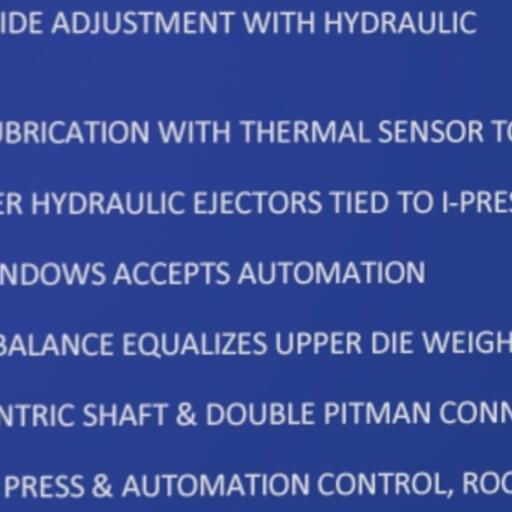 IDE ADJUSTMENT WITH HYDRAULIC
UBRICATION WITH THERMAL SENSOR TO
ER HYDRAULIC EJECTORS TIED TO I-PRES
NDOWS ACCEPTS AUTOMATION
BALANCE EQUALIZES UPPER DIE WEIGH
NTRIC SHAFT & DOUBLE PITMAN CONN
PRESS & AUTOMATION CONTROL, ROC